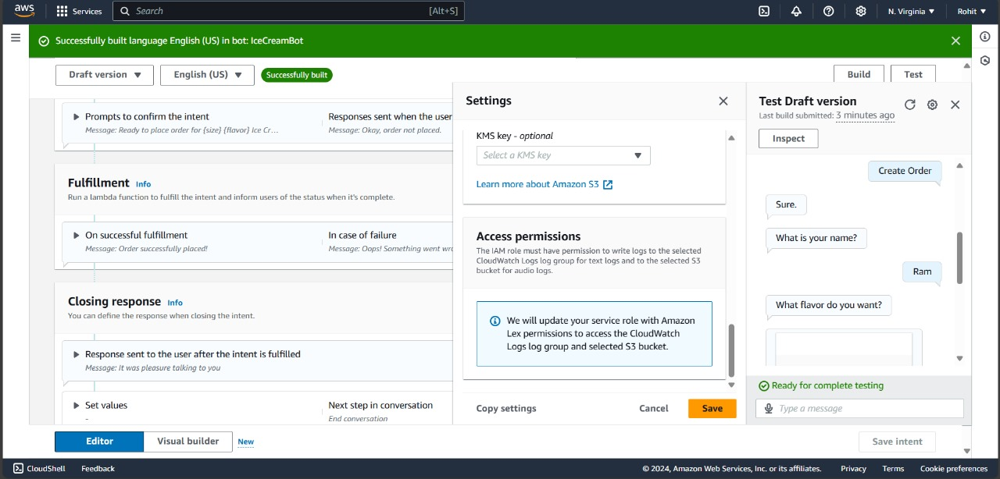 aws
Services
Search
[Alt+S]
N. Virginia
Rohit
Successfully built language English (US) in bot: IceCreamBot
Draft version
English (US)
Successfully built
Build
Test
Prompts to confirm the intent
Message: Ready to place order for {size} {flavor} Ice Cr...
Responses sent when the user
Message: Okay, order not placed.
Fulfillment Info
Run a lambda function to fulfill the intent and inform users of the status when it's complete.
On successful fulfillment
Message: Order successfully placed!
In case of failure
Message: Oops! Something went wro
Closing response Info
You can define the response when closing the intent.
Response sent to the user after the intent is fulfilled
Message: It was pleasure talking to you
Set values
-
Next step in conversation
End conversation
Settings
KMS key - optional
Select a KMS key
Learn more about Amazon S3
Access permissions
The IAM role must have permission to write logs to the selected
CloudWatch Logs log group for text logs and to the selected S3
bucket for audio logs.
We will update your service role with Amazon
Lex permissions to access the CloudWatch
Logs log group and selected S3 bucket.
Copy settings
Cancel
Save
Test Draft version
Last build submitted: 3 minutes ago
Inspect
Create Order
Sure.
What is your name?
Ram
What flavor do you want?
Ready for complete testing
Type a message
Editor
Visual builder
New
Save intent
CloudShell
Feedback
© 2024, Amazon Web Services, Inc. or its affiliates.
Privacy
Terms
Cookie preferences